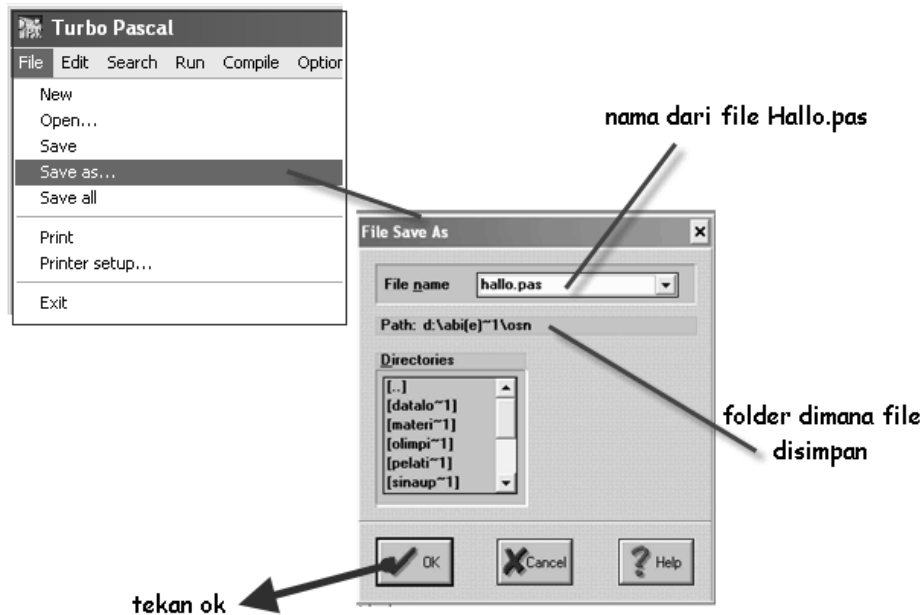 Turbo Pascal
File Edit Search Run Compile Option
New
Open...
Save
Save as...
Save all
Print
Printer setup...
Exit
nama dari file Hallo.pas
File Save As
File name hallo.pas
Path: d:\abi(e)~1\osn
Directories
[..]
[datalo~1]
[materi~1]
[olimpi~1]
[pelati~1]
[sinaup~1]
folder dimana file
disimpan
OK Cancel Help
tekan ok